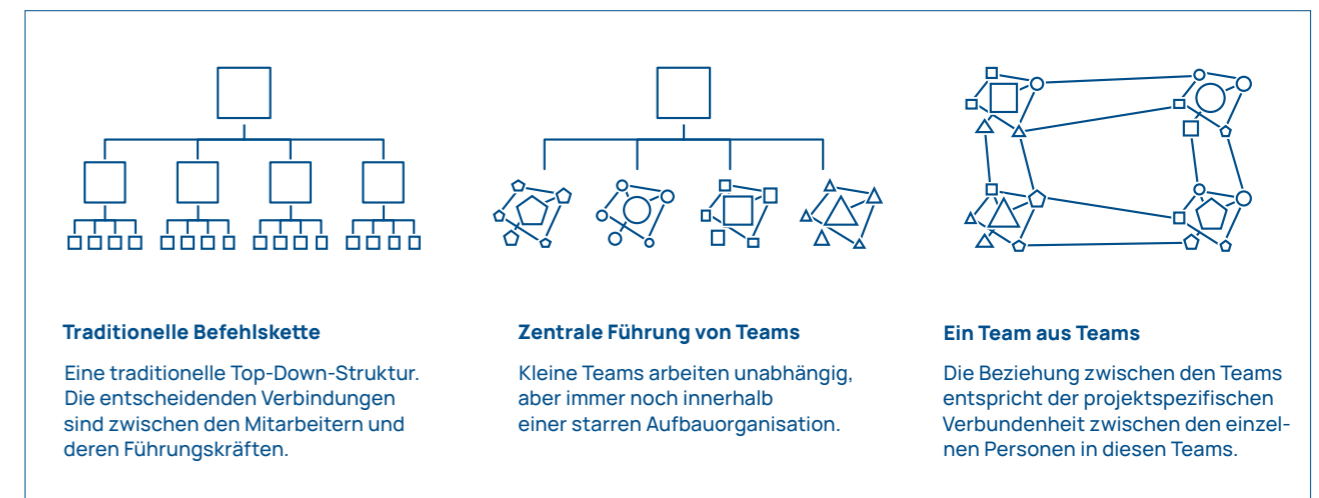 Traditionelle Befehlskette
Eine traditionelle Top-Down-Struktur.
Die entscheidenden Verbindungen
sind zwischen den Mitarbeitern und
deren Führungskräften.
Zentrale Führung von Teams
Kleine Teams arbeiten unabhängig,
aber immer noch innerhalb
einer starren Aufbauorganisation.
Ein Team aus Teams
Die Beziehung zwischen den Teams
entspricht der projektspezifischen
Verbundenheit zwischen den einzel-
nen Personen in diesen Teams.